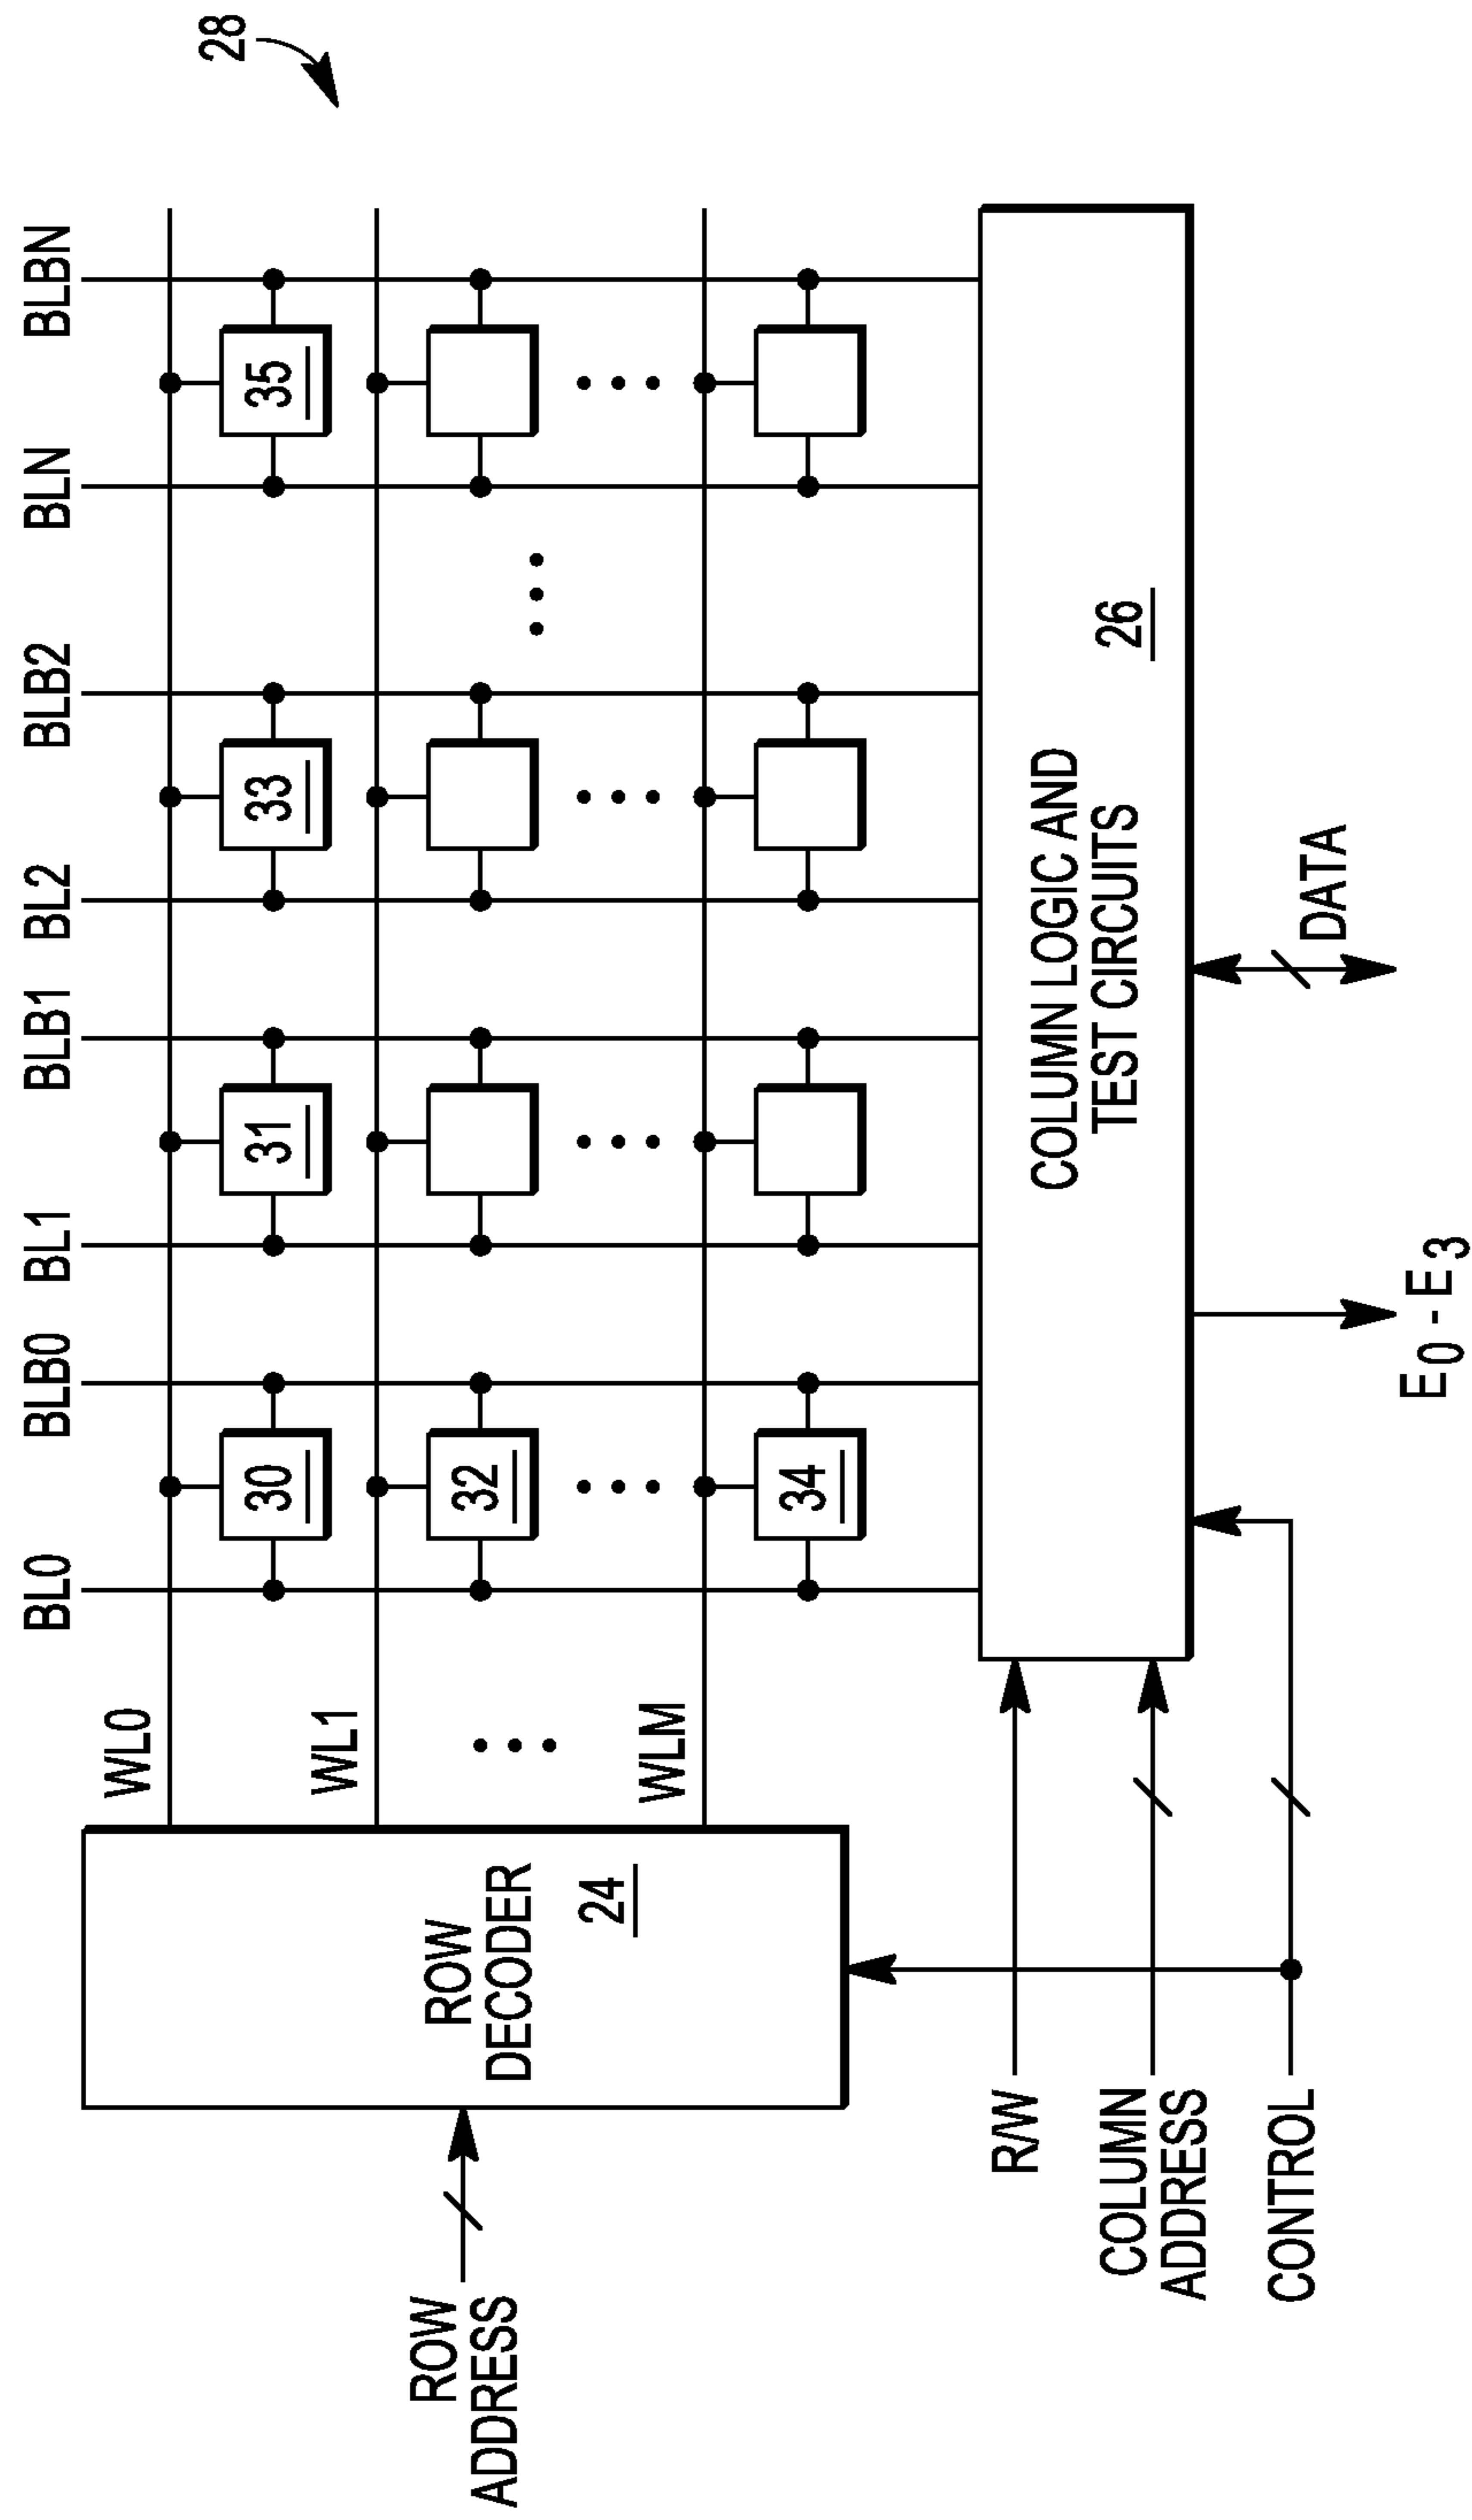 28
BL0
BLB0
BL1
BLB1
BL2
BLB2
BLN
BLBN
WL0
30
31
33
35
WL1
32
WLM
34
ROW
DECODER
24
ROW
ADDRESS
R/W
COLUMN
ADDRESS
CONTROL
COLUMN LOGIC AND
TEST CIRCUITS
26
E0 - E3
DATA